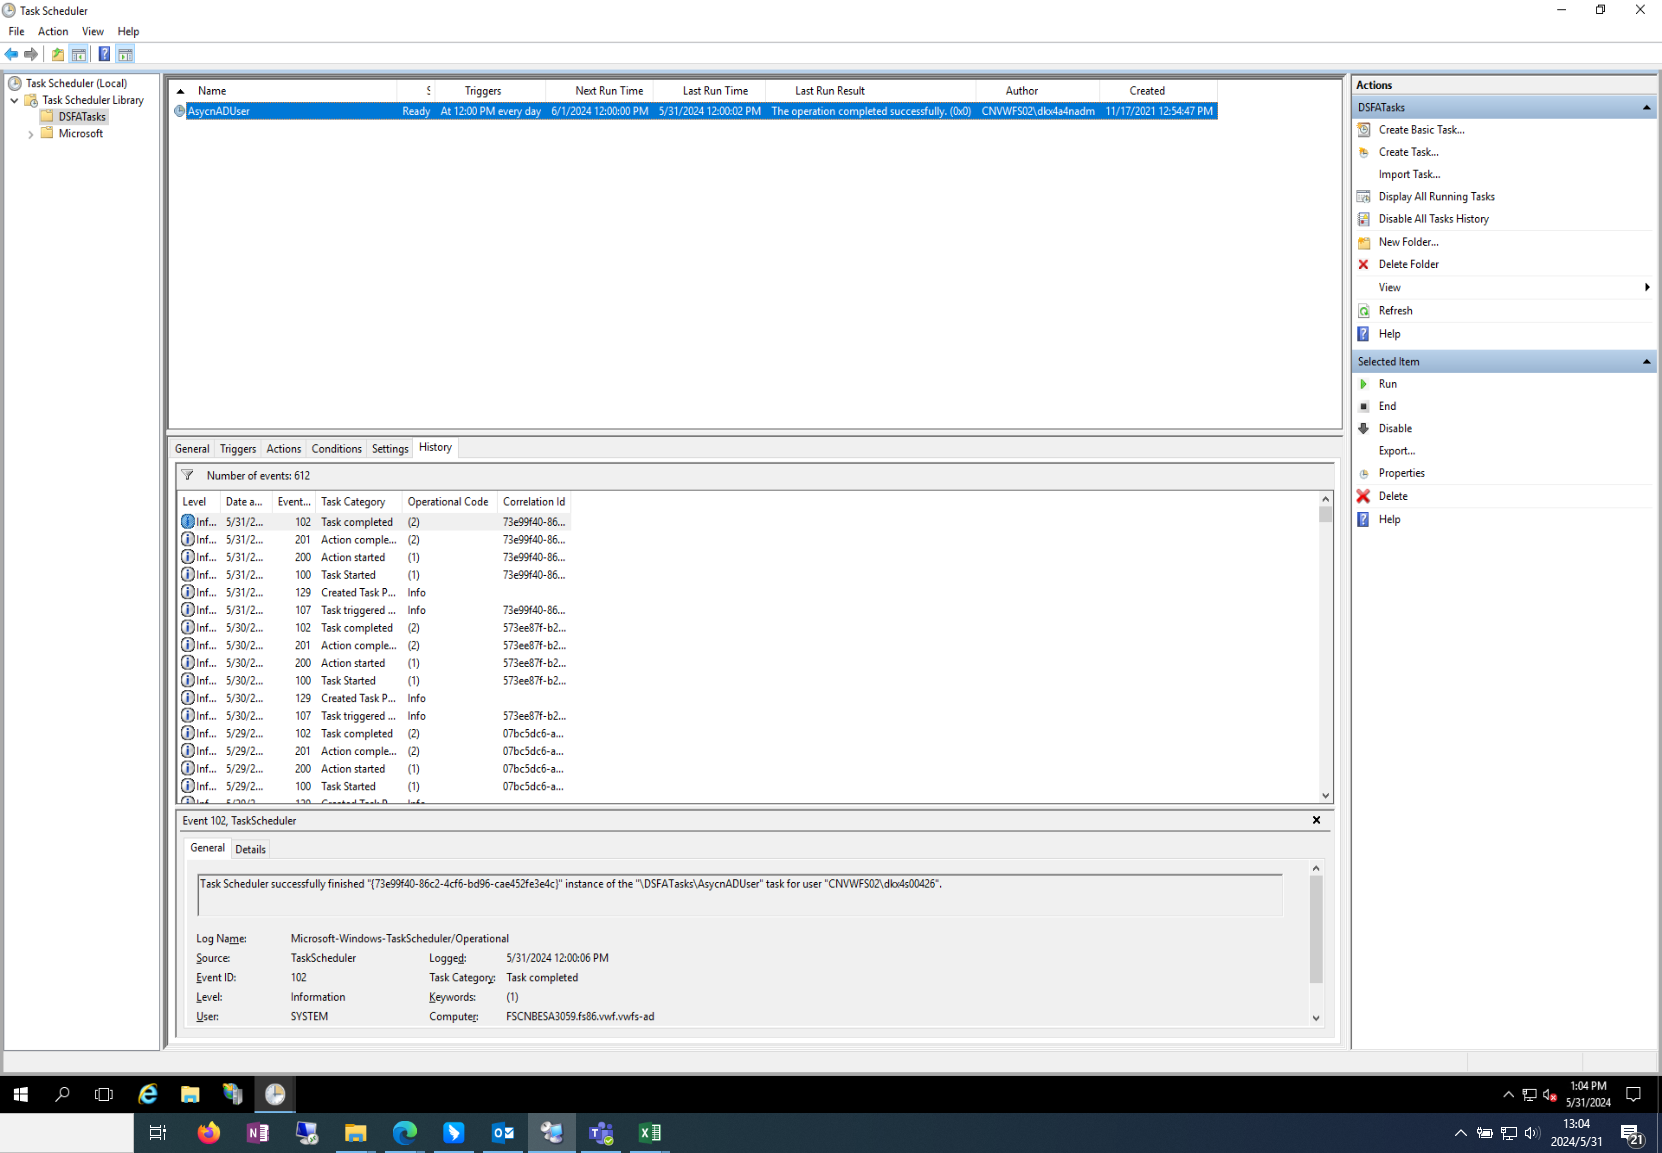 Task Scheduler
File Action View Help
Task Scheduler (Local)
Task Scheduler Library
DSFATasks
Microsoft
Name S Triggers Next Run Time Last Run Time Last Run Result Author Created
AsycnADUser Ready At 12:00 PM every day 6/1/2024 12:00:00 PM 5/31/2024 12:00:02 PM The operation completed successfully. (0x0) CNVWFS02\dkx4a4nadm 11/17/2021 12:54:47 PM
General Triggers Actions Conditions Settings History
Number of events: 612
Level Date a... Event... Task Category Operational Code Correlation Id
Inf... 5/31/2... 102 Task completed (2) 73e99f40-86...
Inf... 5/31/2... 201 Action comple... (2) 73e99f40-86...
Inf... 5/31/2... 200 Action started (1) 73e99f40-86...
Inf... 5/31/2... 100 Task Started (1) 73e99f40-86...
Inf... 5/31/2... 129 Created Task P... Info
Inf... 5/31/2... 107 Task triggered ... Info 73e99f40-86...
Inf... 5/30/2... 102 Task completed (2) 573ee87f-b2...
Inf... 5/30/2... 201 Action comple... (2) 573ee87f-b2...
Inf... 5/30/2... 200 Action started (1) 573ee87f-b2...
Inf... 5/30/2... 100 Task Started (1) 573ee87f-b2...
Inf... 5/30/2... 129 Created Task P... Info
Inf... 5/30/2... 107 Task triggered ... Info 573ee87f-b2...
Inf... 5/29/2... 102 Task completed (2) 07bc5dc6-a...
Inf... 5/29/2... 201 Action comple... (2) 07bc5dc6-a...
Inf... 5/29/2... 200 Action started (1) 07bc5dc6-a...
Inf... 5/29/2... 100 Task Started (1) 07bc5dc6-a...
Inf... 5/29/2... 129 Created Task P... Info
Event 102, TaskScheduler
General Details
Task Scheduler successfully finished "{73e99f40-86c2-4cf6-bd96-cae452fe3e4c}" instance of the "\DSFATasks\AsycnADUser" task for user "CNVWFS02\dkx4s00426".
Log Name: Microsoft-Windows-TaskScheduler/Operational
Source: TaskScheduler Logged: 5/31/2024 12:00:06 PM
Event ID: 102 Task Category: Task completed
Level: Information Keywords: (1)
User: SYSTEM Computer: FSCNBESA3059.fs86.vwf.vwfs-ad
Actions
DSFATasks
Create Basic Task...
Create Task...
Import Task...
Display All Running Tasks
Disable All Tasks History
New Folder...
Delete Folder
View
Refresh
Help
Selected Item
Run
End
Disable
Export...
Properties
Delete
Help
1:04 PM
5/31/2024
13:04
2024/5/31
21